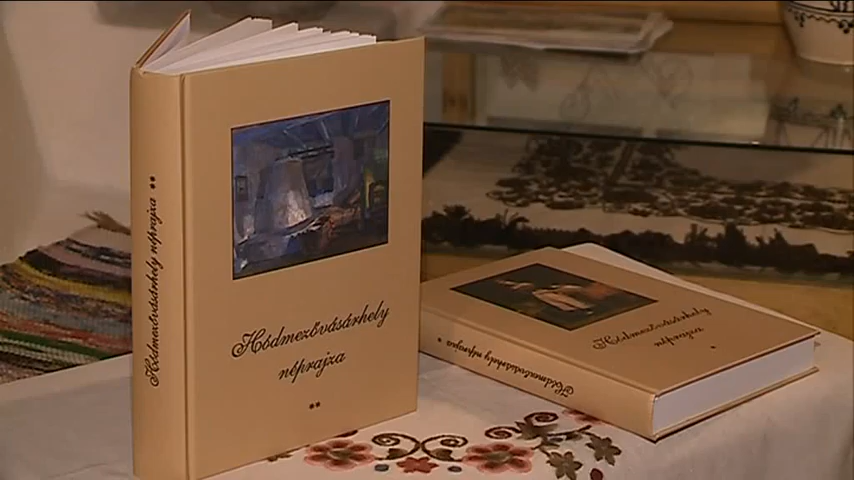 Hódmezővásárhely néprajza **
Hódmezővásárhely
néprajza
**
Hódmezővásárhely
néprajza
*
Hódmezővásárhely néprajza *